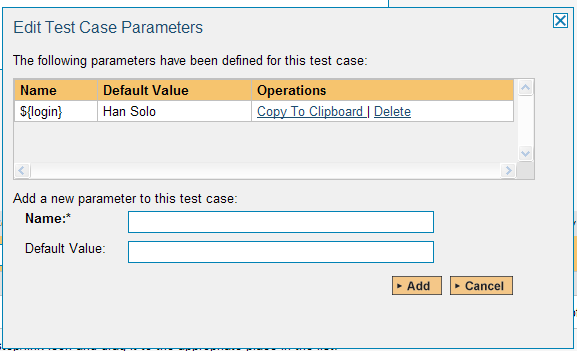 Edit Test Case Parameters
The following parameters have been defined for this test case:
Name Default Value Operations
${login} Han Solo Copy To Clipboard | Delete
Add a new parameter to this test case:
Name:*
Default Value:
Add Cancel